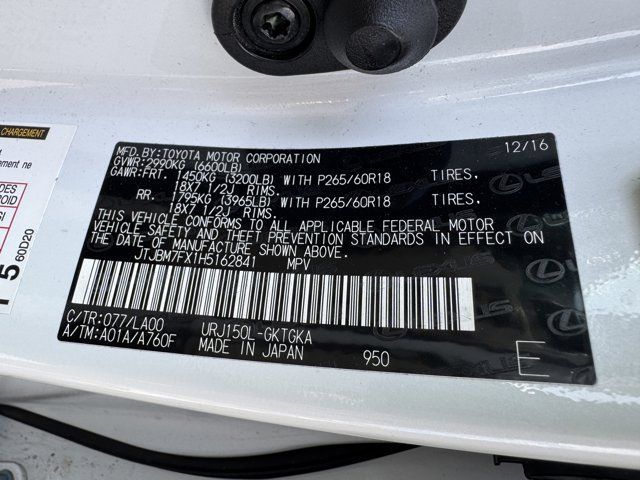 CHARGEMENT
ement ne
60D20
MFD.BY:TOYOTA MOTOR CORPORATION 12/16
GVWR:2990KG (6600LB)
GAWR:FRT. 1450KG (3200LB) WITH P265/60R18 TIRES,
18X7 1/2J RIMS.
RR. 1795KG (3965LB) WITH P265/60R18 TIRES,
18X7 1/2J RIMS.
THIS VEHICLE CONFORMS TO ALL APPLICABLE FEDERAL MOTOR
VEHICLE SAFETY AND THEFT PREVENTION STANDARDS IN EFFECT ON
THE DATE OF MANUFACTURE SHOWN ABOVE.
JTJBM7FX1H5162841 MPV
C/TR:077/LA00 URJ150L-GKTGKA
A/TM:A01A/A760F MADE IN JAPAN 950 E